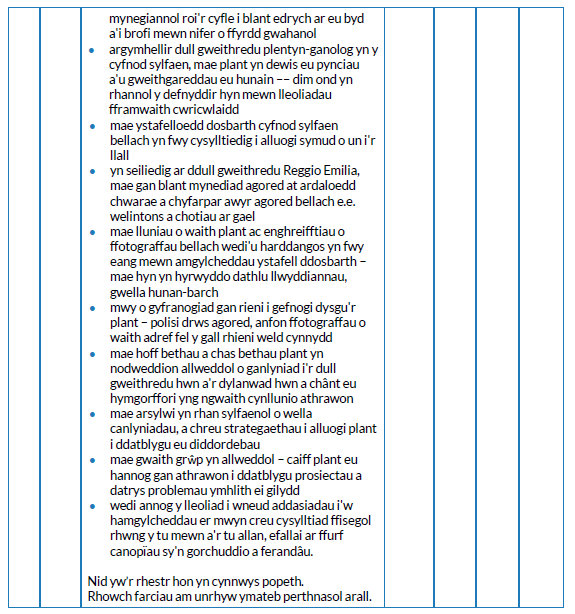 mynegiannol roi'r cyfle i blant edrych ar eu byd
a'i brofi mewn nifer o ffyrdd gwahanol
• argymhellir dull gweithredu plentyn-ganolog yn y
cyfnod sylfaen, mae plant yn dewis eu pynciau
a'u gweithgareddau eu hunain –– dim ond yn
rhannol y defnyddir hyn mewn lleoliadau
fframwaith cwricwlaidd
• mae ystafelloedd dosbarth cyfnod sylfaen
bellach yn fwy cysylltiedig i alluogi symud o un i'r
llall
• yn seiliedig ar ddull gweithredu Reggio Emilia,
mae gan blant mynediad agored at ardaloedd
chwarae a chyfarpar awyr agored bellach e.e.
welintons a chotiau ar gael
• mae lluniau o waith plant ac enghreifftiau o
ffotograffau bellach wedi'u harddangos yn fwy
eang mewn amgylcheddau ystafell ddosbarth –
mae hyn yn hyrwyddo dathlu llwyddiannau,
gwella hunan-barch
• mwy o gyfranogiad gan rieni i gefnogi dysgu'r
plant – polisi drws agored, anfon ffotograffau o
waith adref fel y gall rhieni weld cynnydd
• mae hoff bethau a chas bethau plant yn
nodweddion allweddol o ganlyniad i'r dull
gweithredu hwn a'r dylanwad hwn a chânt eu
hymgorffori yng ngwaith cynllunio athrawon
• mae arsylwi yn rhan sylfaenol o wella
canlyniadau, a chreu strategaethau i alluogi plant
i ddatblygu eu diddordebau
• mae gwaith grŵp yn allweddol – caiff plant eu
hannog gan athrawon i ddatblygu prosiectau a
datrys problemau ymhlith ei gilydd
• wedi annog y lleoliad i wneud addasiadau i'w
hamgylcheddau er mwyn creu cysylltiad ffisegol
rhwng y tu mewn a'r tu allan, efallai ar ffurf
canopïau sy'n gorchuddio a ferandâu.
Nid yw'r rhestr hon yn cynnwys popeth.
Rhowch farciau am unrhyw ymateb perthnasol arall.